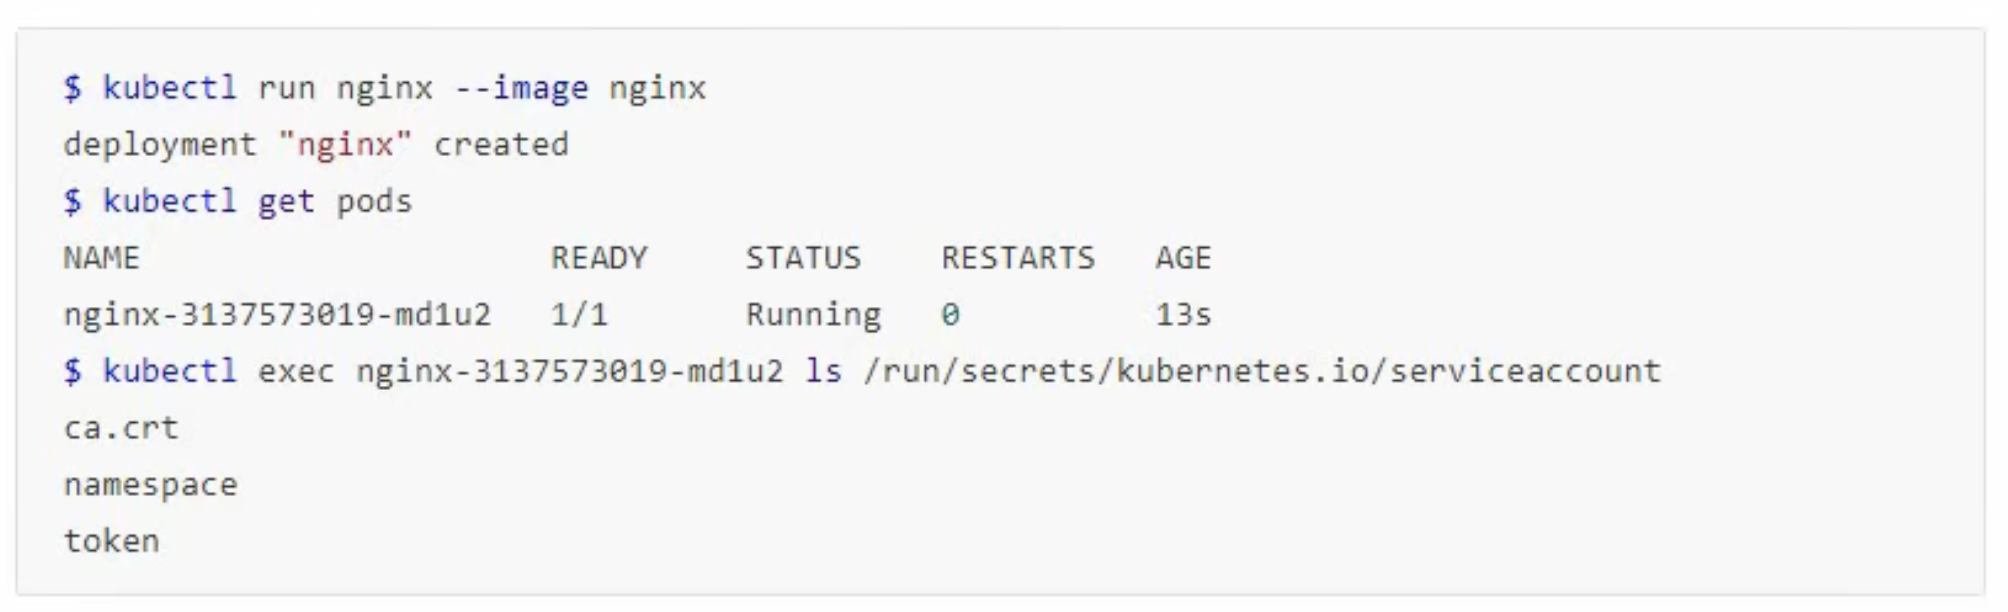 $ kubectl run nginx --image nginx
deployment "nginx" created
$ kubectl get pods
NAME READY STATUS RESTARTS AGE
nginx-3137573019-md1u2 1/1 Running 0 13s
$ kubectl exec nginx-3137573019-md1u2 ls /run/secrets/kubernetes.io/serviceaccount
ca.crt
namespace
token